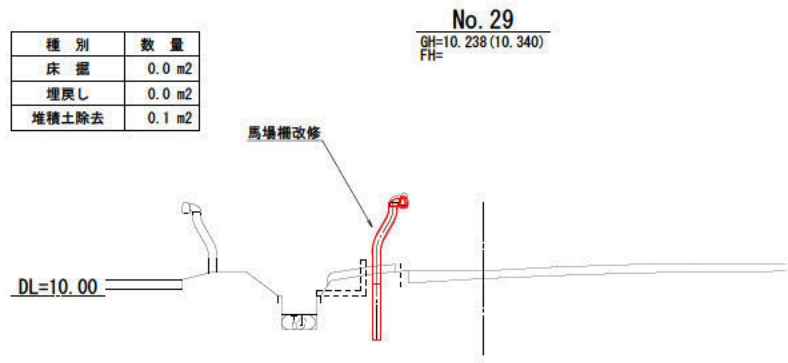 No. 29
GH=10.238(10.340)
FH=
種 別 数 量
床 掘 0.0 m2
埋戻し 0.0 m2
堆積土除去 0.1 m2
馬場柵改修
DL=10.00